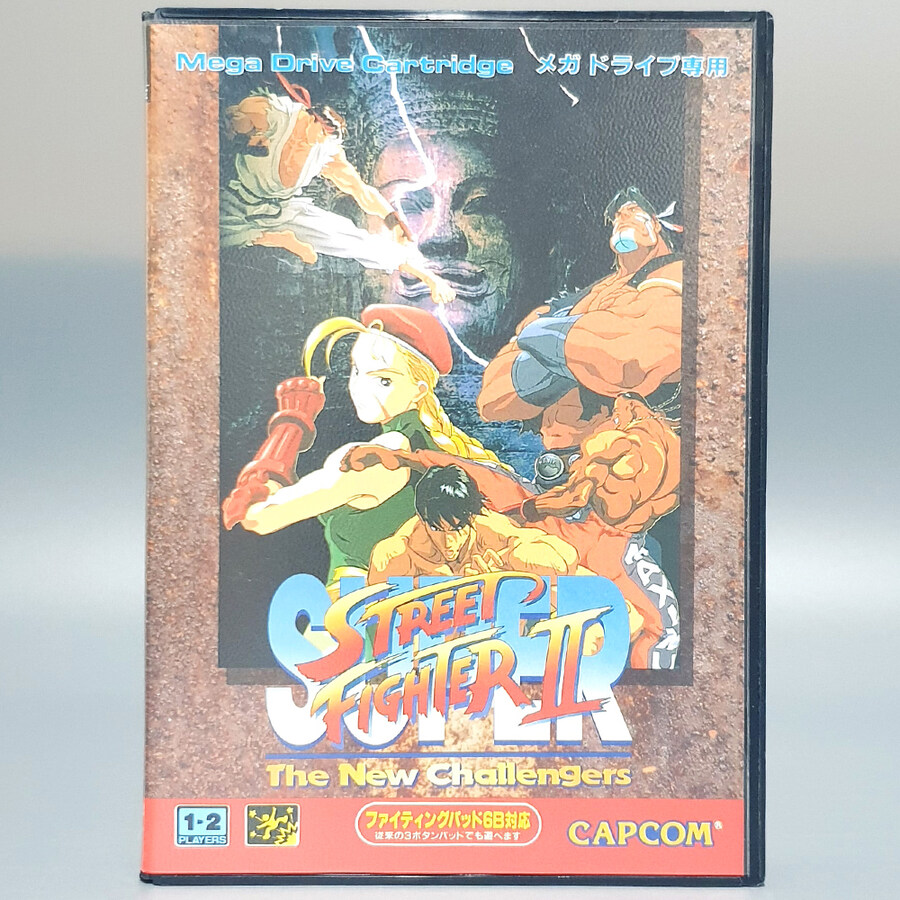 Mega Drive Cartridge メガドライブ専用
SUPER
STREET
FIGHTER II
The New Challengers
1-2
PLAYERS
ファイティングパッド6B対応
従来の3ボタンパッドでも遊べます
CAPCOM®
MAXIMU